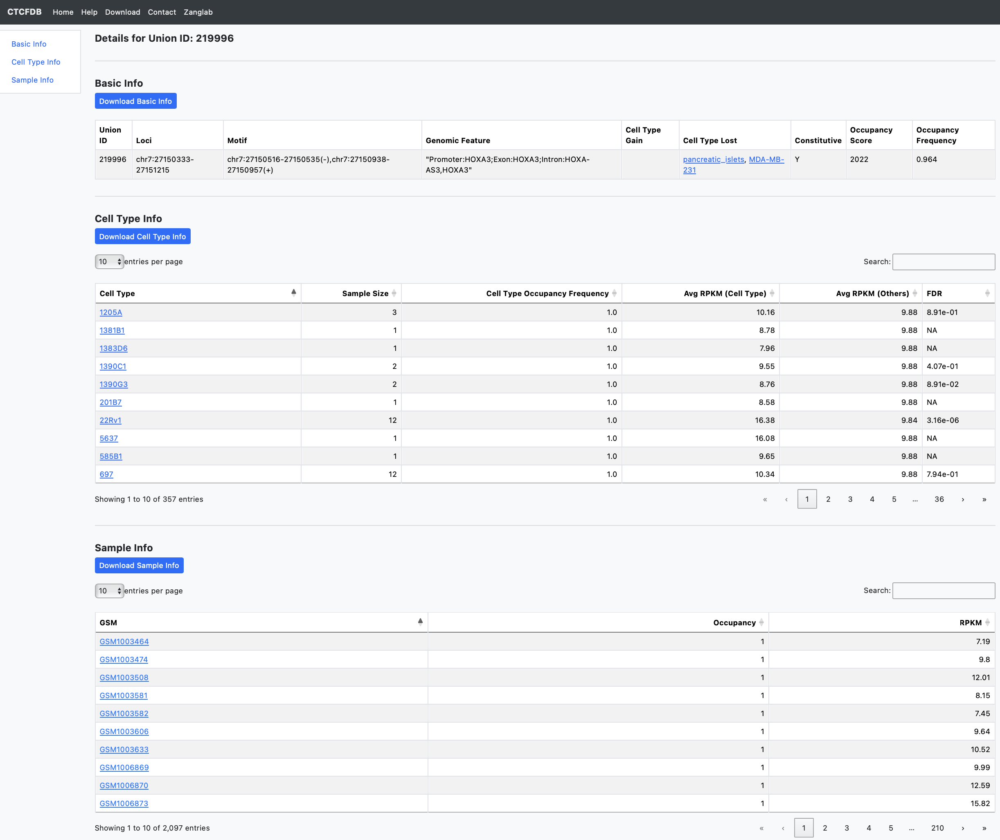 CTCFDB Home Help Download Contact Zanglab
Basic Info
Cell Type Info
Sample Info
Details for Union ID: 219996
Basic Info
Download Basic Info
Union ID Loci Motif Genomic Feature Cell Type Gain Cell Type Lost Constitutive Occupancy Score Occupancy Frequency
219996 chr7:27150333-27151215 chr7:27150516-27150535(-),chr7:27150938-27150957(+) "Promoter:HOXA3;Exon:HOXA3;Intron:HOXA-AS3,HOXA3" pancreatic_islets, MDA-MB-231 Y 2022 0.964
Cell Type Info
Download Cell Type Info
10 entries per page Search:
Cell Type Sample Size Cell Type Occupancy Frequency Avg RPKM (Cell Type) Avg RPKM (Others) FDR
1205A 3 1.0 10.16 9.88 8.91e-01
1381B1 1 1.0 8.78 9.88 NA
1383D6 1 1.0 7.96 9.88 NA
1390C1 2 1.0 9.55 9.88 4.07e-01
1390G3 2 1.0 8.76 9.88 8.91e-02
201B7 1 1.0 8.58 9.88 NA
22Rv1 12 1.0 16.38 9.84 3.16e-06
5637 1 1.0 16.08 9.88 NA
585B1 1 1.0 9.65 9.88 NA
697 12 1.0 10.34 9.88 7.94e-01
Showing 1 to 10 of 357 entries « ‹ 1 2 3 4 5 ... 36 › »
Sample Info
Download Sample Info
10 entries per page Search:
GSM Occupancy RPKM
GSM1003464 1 7.19
GSM1003474 1 9.8
GSM1003508 1 12.01
GSM1003581 1 8.15
GSM1003582 1 7.45
GSM1003606 1 9.64
GSM1003633 1 10.52
GSM1006869 1 9.99
GSM1006870 1 12.59
GSM1006873 1 15.82
Showing 1 to 10 of 2,097 entries « ‹ 1 2 3 4 5 ... 210 › »